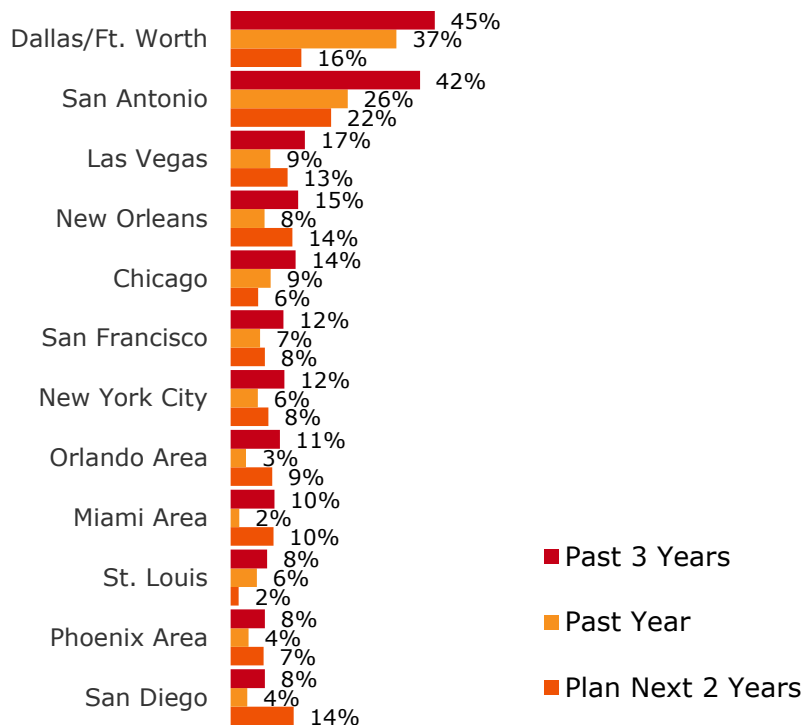 45%
Dallas/Ft. Worth 37%
16%
42%
San Antonio 26%
22%
17%
Las Vegas 9%
13%
15%
New Orleans 8%
14%
14%
Chicago 9%
6%
12%
San Francisco 7%
8%
12%
New York City 6%
8%
11%
Orlando Area 3%
9%
10%
Miami Area 2%
10%
8%
St. Louis 6%
2%
8%
Phoenix Area 4%
7%
8%
San Diego 4%
14%
Past 3 Years
Past Year
Plan Next 2 Years